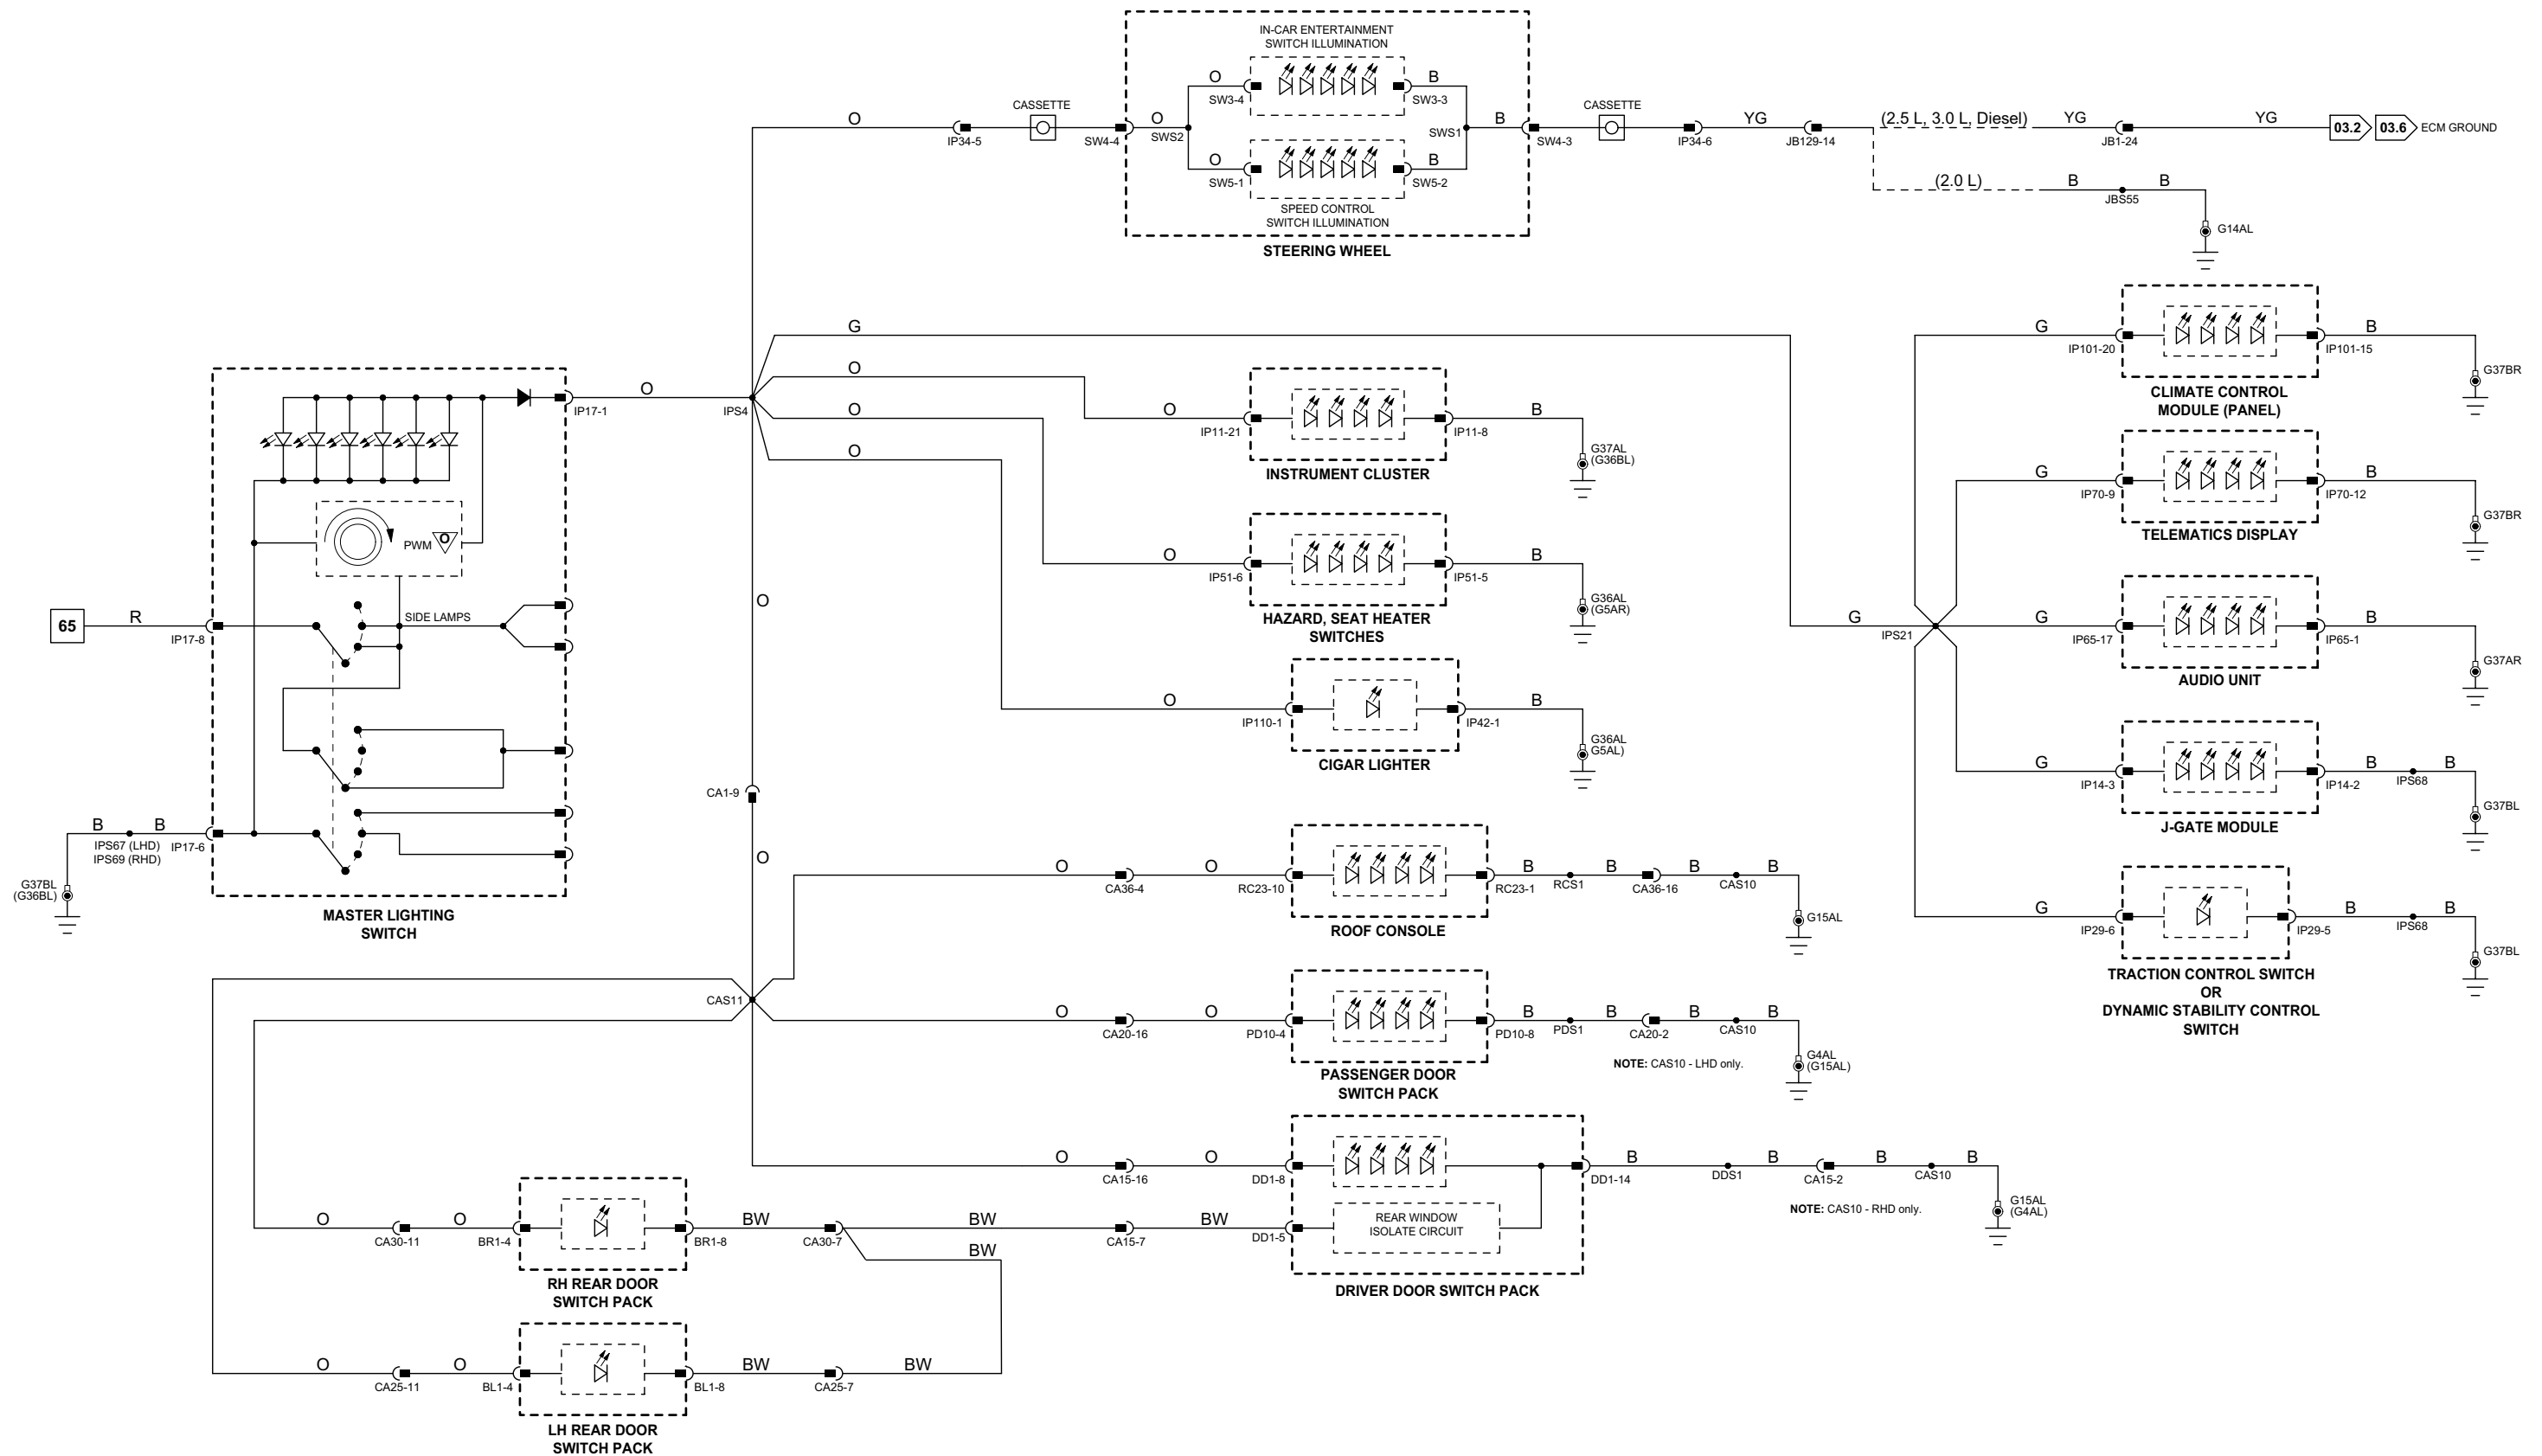 IN-CAR ENTERTAINMENT
SWITCH ILLUMINATION
O
SW3-4
B
SW3-3
CASSETTE
O
IP34-5
SW4-4
O
SWS2
SWS1
B
SW4-3
CASSETTE
IP34-6
YG
JB129-14
(2.5 L, 3.0 L, Diesel)
YG
JB1-24
YG
03.2
03.6
ECM GROUND
O
SW5-1
B
SW5-2
SPEED CONTROL
SWITCH ILLUMINATION
STEERING WHEEL
(2.0 L)
B
JBS55
B
G14AL
G
O
O
O
G
IP101-20
B
IP101-15
G37BR
CLIMATE CONTROL
MODULE (PANEL)
IP17-1
O
IPS4
O
IP11-21
B
IP11-8
G37AL
(G36BL)
INSTRUMENT CLUSTER
G
IP70-9
B
IP70-12
G37BR
TELEMATICS DISPLAY
PWM
O
O
IP51-6
B
IP51-5
G36AL
(G5AR)
HAZARD, SEAT HEATER
SWITCHES
65
R
IP17-8
SIDE LAMPS
O
G
IPS21
G
IP65-17
B
IP65-1
G37AR
AUDIO UNIT
O
IP110-1
B
IP42-1
G36AL
G5AL)
CIGAR LIGHTER
G
IP14-3
B
IP14-2
IPS68
B
G37BL
J-GATE MODULE
CA1-9
B
B
IPS67 (LHD)
IPS69 (RHD)
IP17-6
G37BL
(G36BL)
MASTER LIGHTING
SWITCH
O
O
CA36-4
O
RC23-10
B
RC23-1
RCS1
B
CA36-16
B
CAS10
B
G15AL
ROOF CONSOLE
G
IP29-6
B
IP29-5
IPS68
B
G37BL
TRACTION CONTROL SWITCH
OR
DYNAMIC STABILITY CONTROL
SWITCH
CAS11
O
CA20-16
O
PD10-4
B
PD10-8
PDS1
B
CA20-2
B
CAS10
B
NOTE: CAS10 - LHD only.
G4AL
(G15AL)
PASSENGER DOOR
SWITCH PACK
O
CA15-16
O
DD1-8
B
DD1-14
DDS1
B
CA15-2
B
CAS10
B
NOTE: CAS10 - RHD only.
G15AL
(G4AL)
O
CA30-11
O
BR1-4
BW
BR1-8
CA30-7
BW
BW
CA15-7
BW
DD1-5
REAR WINDOW
ISOLATE CIRCUIT
DRIVER DOOR SWITCH PACK
RH REAR DOOR
SWITCH PACK
O
CA25-11
O
BL1-4
BW
BL1-8
CA25-7
BW
LH REAR DOOR
SWITCH PACK